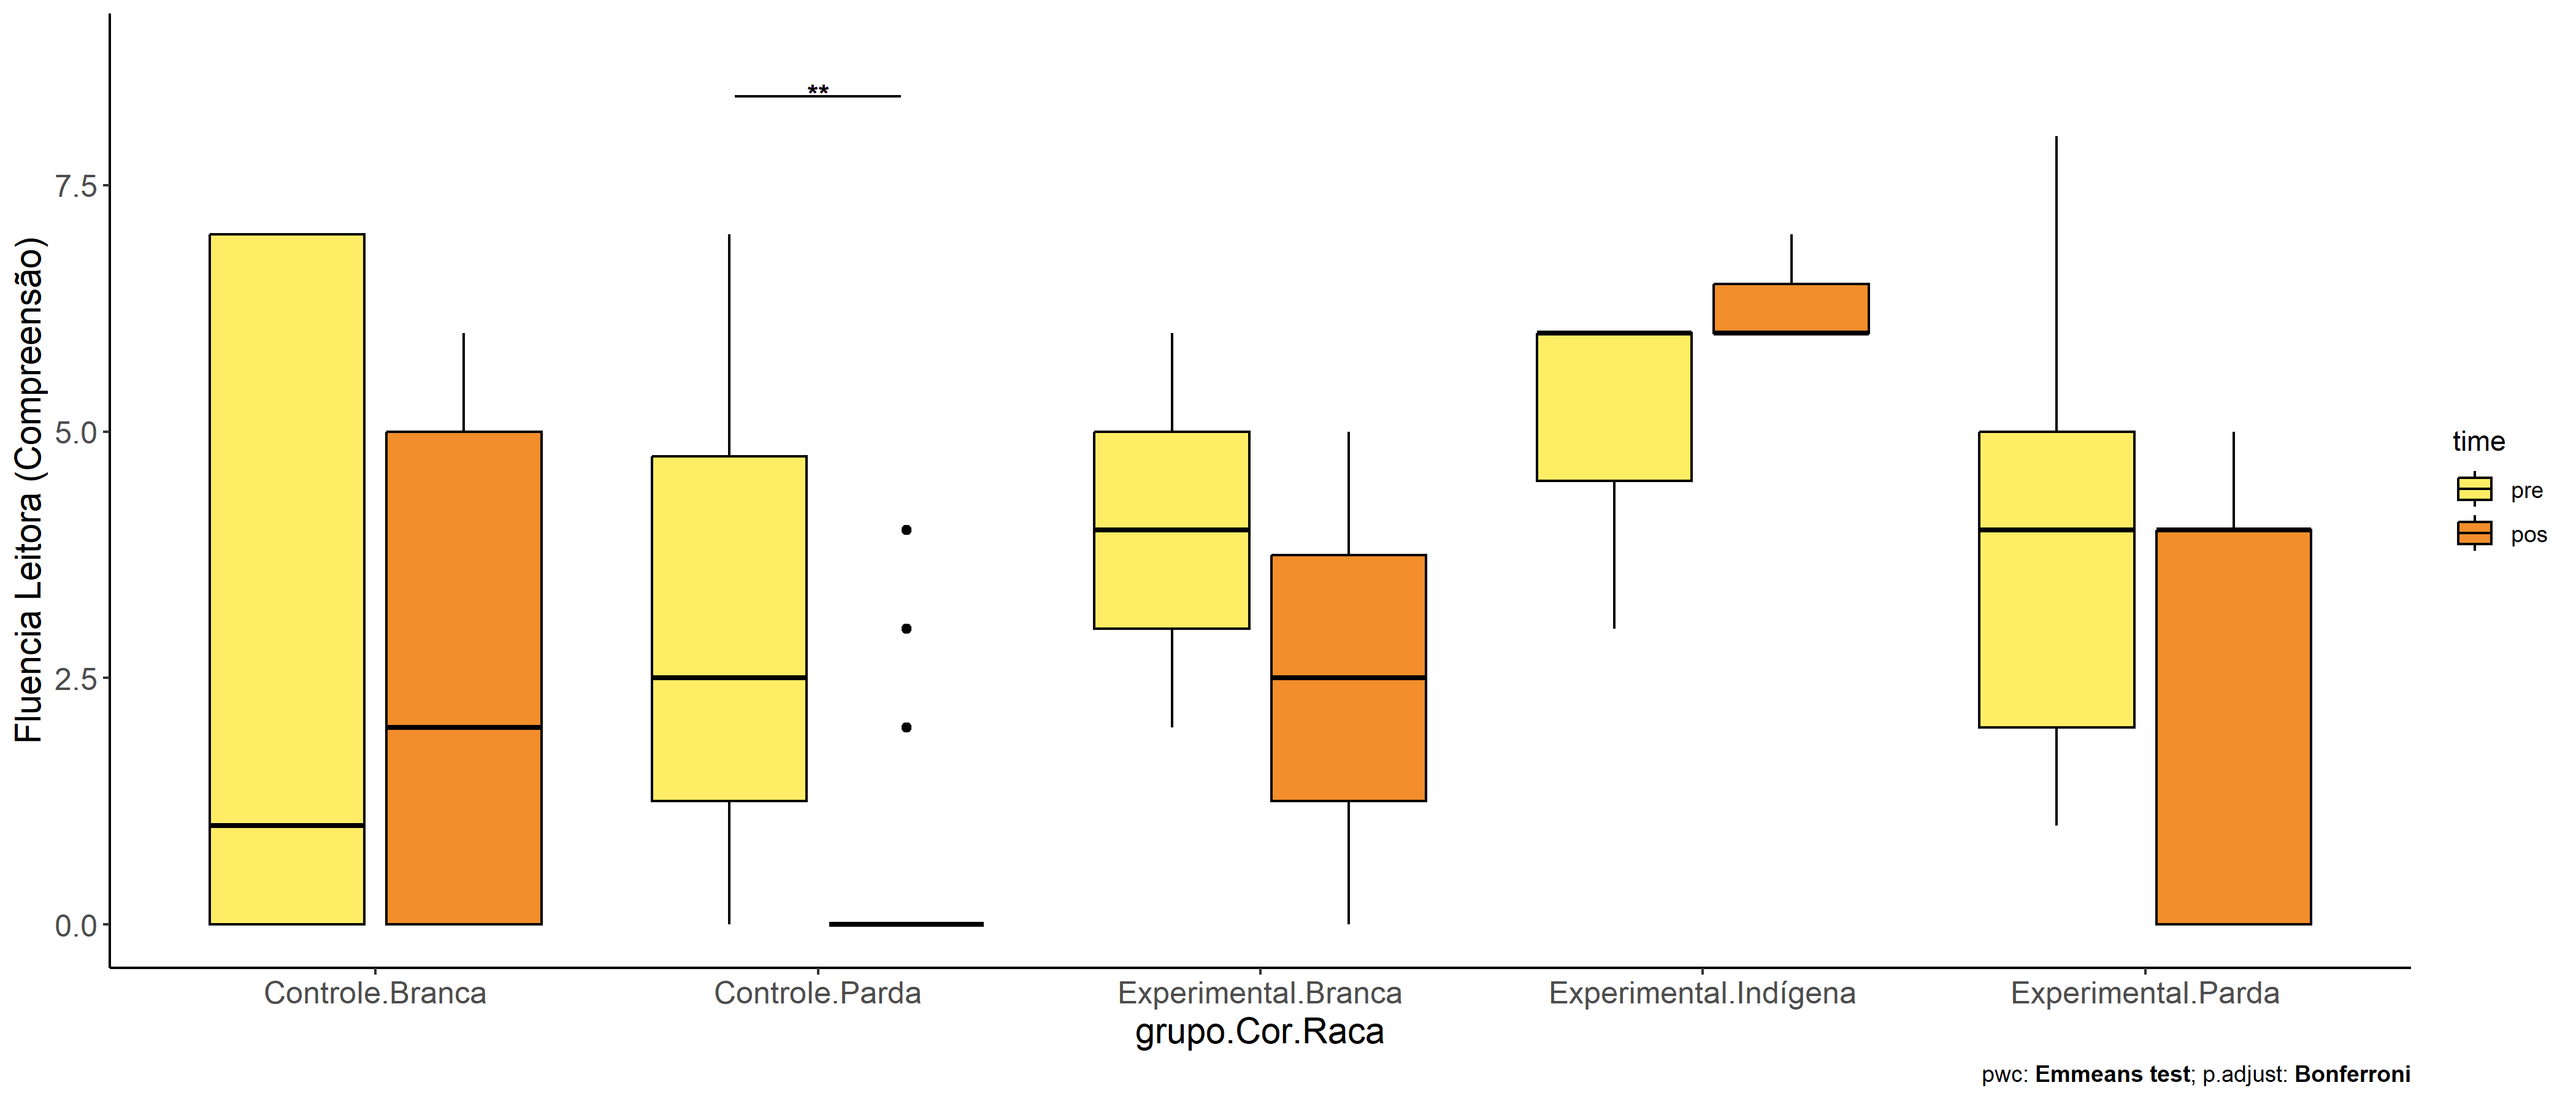 **
Fluencia Leitora (Compreensão)
7.5
5.0
2.5
0.0
Controle.Branca
Controle.Parda
Experimental.Branca
Experimental.Indígena
Experimental.Parda
grupo.Cor.Raca
time
pre
pos
pwc: Emmeans test; p.adjust: Bonferroni